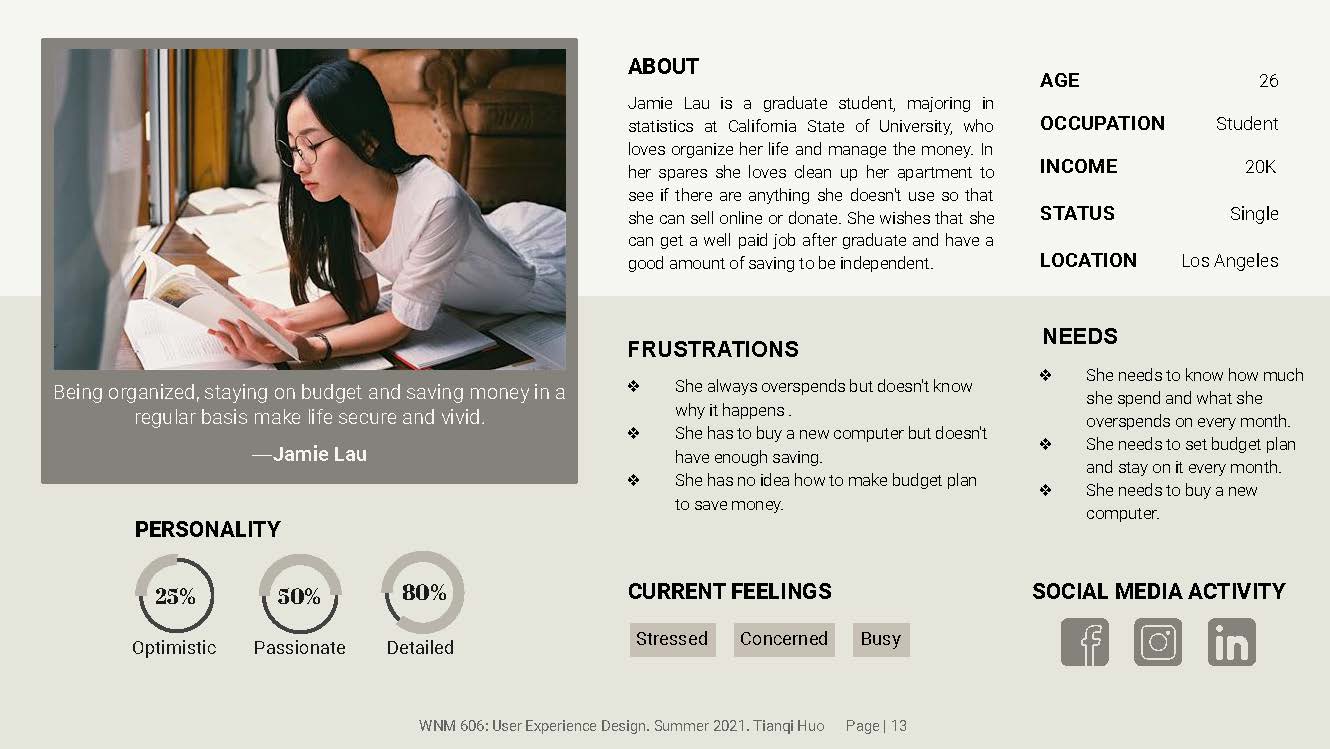 Being organized, staying on budget and saving money in a
regular basis make life secure and vivid.
—Jamie Lau
PERSONALITY
25%
50%
80%
Optimistic
Passionate
Detailed
ABOUT
Jamie Lau is a graduate student, majoring in
statistics at California State of University, who
loves organize her life and manage the money. In
her spares she loves clean up her apartment to
see if there are anything she doesn't use so that
she can sell online or donate. She wishes that she
can get a well paid job after graduate and have a
good amount of saving to be independent.
AGE 26
OCCUPATION Student
INCOME 20K
STATUS Single
LOCATION Los Angeles
FRUSTRATIONS
❖ She always overspends but doesn't know
why it happens .
❖ She has to buy a new computer but doesn't
have enough saving.
❖ She has no idea how to make budget plan
to save money.
NEEDS
❖ She needs to know how much
she spend and what she
overspends on every month.
❖ She needs to set budget plan
and stay on it every month.
❖ She needs to buy a new
computer.
CURRENT FEELINGS
Stressed
Concerned
Busy
SOCIAL MEDIA ACTIVITY
f
in
WNM 606: User Experience Design. Summer 2021. Tianqi Huo Page | 13